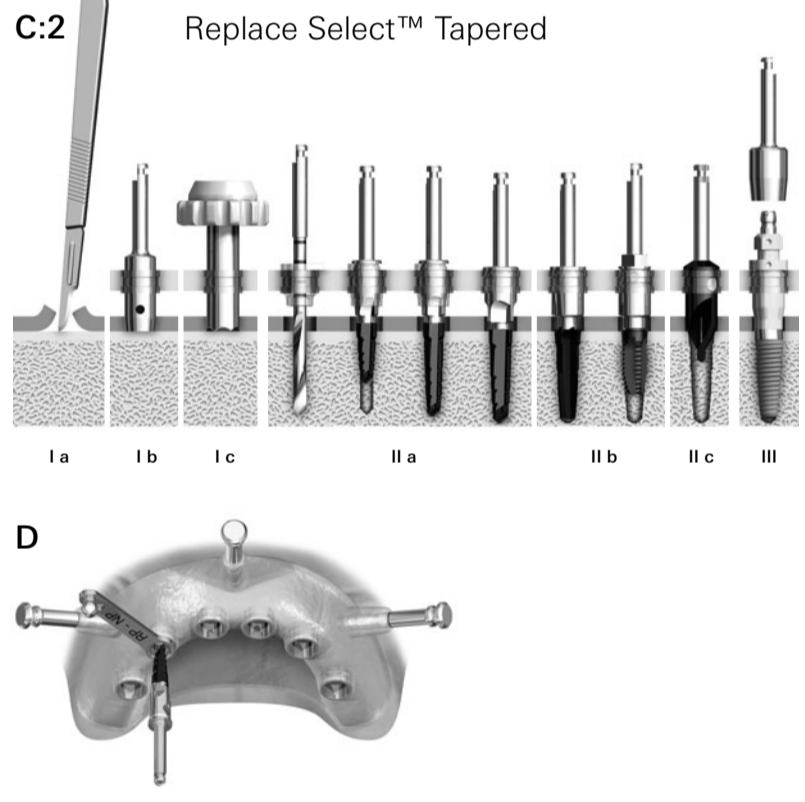 C:2
Replace Select™ Tapered
I a
I b
I c
II a
II b
II c
III
D
RP - NP